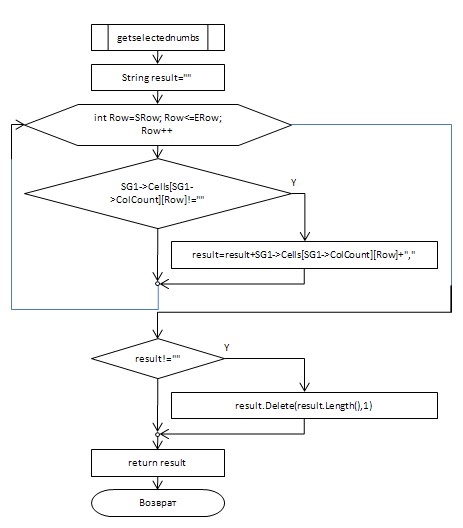 getselectednumbs
String result=""
int Row=SRow; Row<=ERow;
Row++
SG1->Cells[SG1-
>ColCount][Row]!=""
Y
result=result+SG1->Cells[SG1->ColCount][Row]+","
result!=""
Y
result.Delete(result.Length(),1)
return result
Возврат